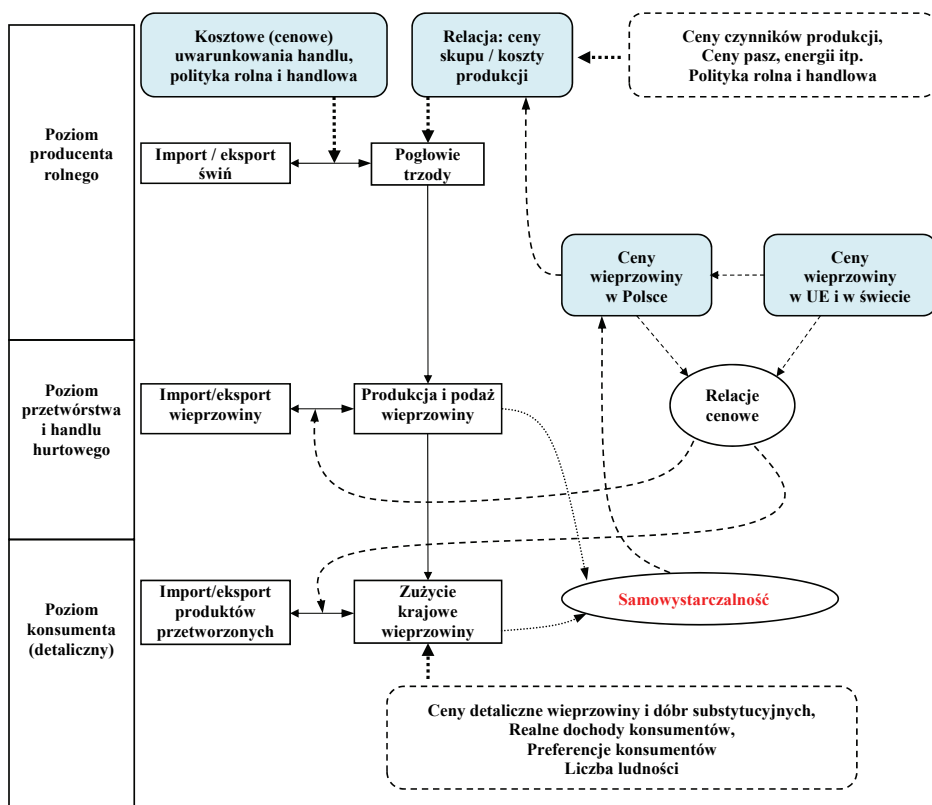 Kosztowe (cenowe)
uwarunkowania handlu,
polityka rolna i handlowa
Relacja: ceny
skupu / koszty
produkcji
Ceny czynników produkcji,
Ceny pasz, energii itp.
Polityka rolna i handlowa
Poziom
producenta
rolnego
Import / eksport
świń
Pogłowie
trzody
Ceny
wieprzowiny
w Polsce
Ceny
wieprzowiny
w UE i w świecie
Poziom
przetwórstwa
i handlu
hurtowego
Import/eksport
wieprzowiny
Produkcja i podaż
wieprzowiny
Relacje
cenowe
Poziom
konsumenta
(detaliczny)
Import/eksport
produktów
przetworzonych
Zużycie
krajowe
wieprzowiny
Samowystarczalność
Ceny detaliczne wieprzowiny i dóbr substytucyjnych,
Realne dochody konsumentów,
Preferencje konsumentów
Liczba ludności